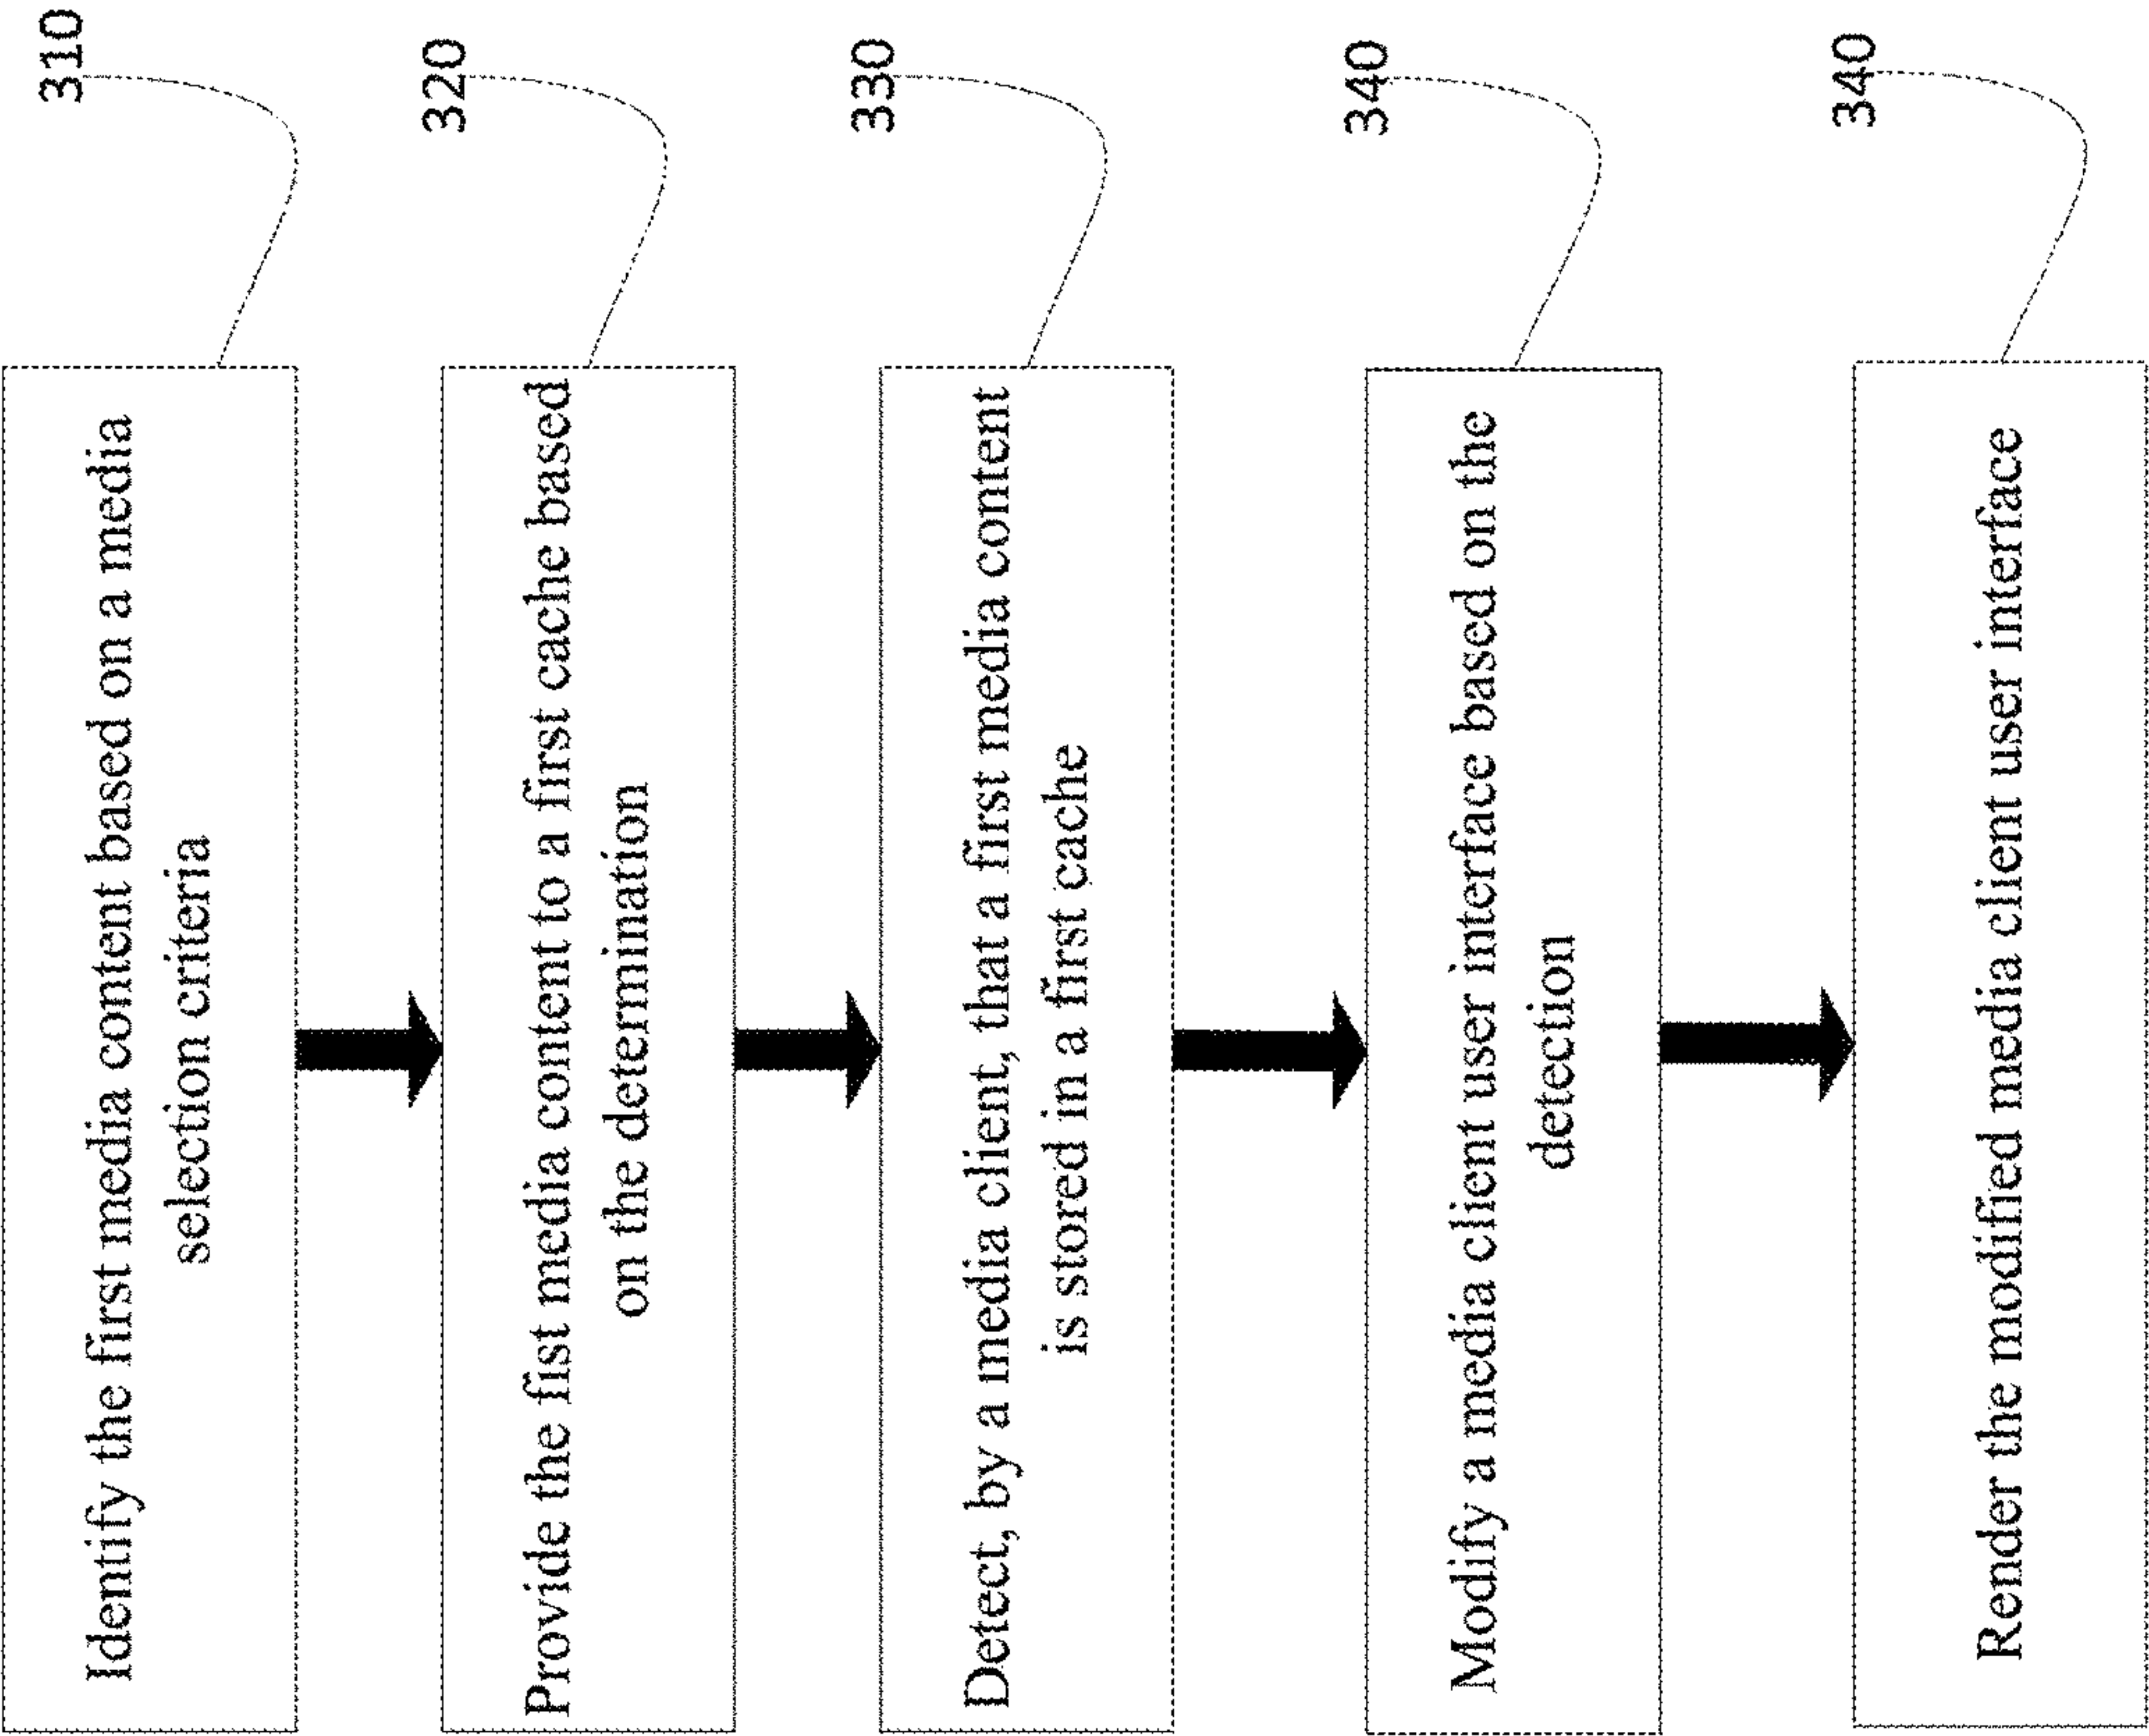 310
Identify the first media content based on a media
selection criteria
320
Provide the fist media content to a first cache based
on the determination
330
Detect, by a media client, that a first media content
is stored in a first cache
340
Modify a media client user interface based on the
detection
340
Render the modified media client user interface